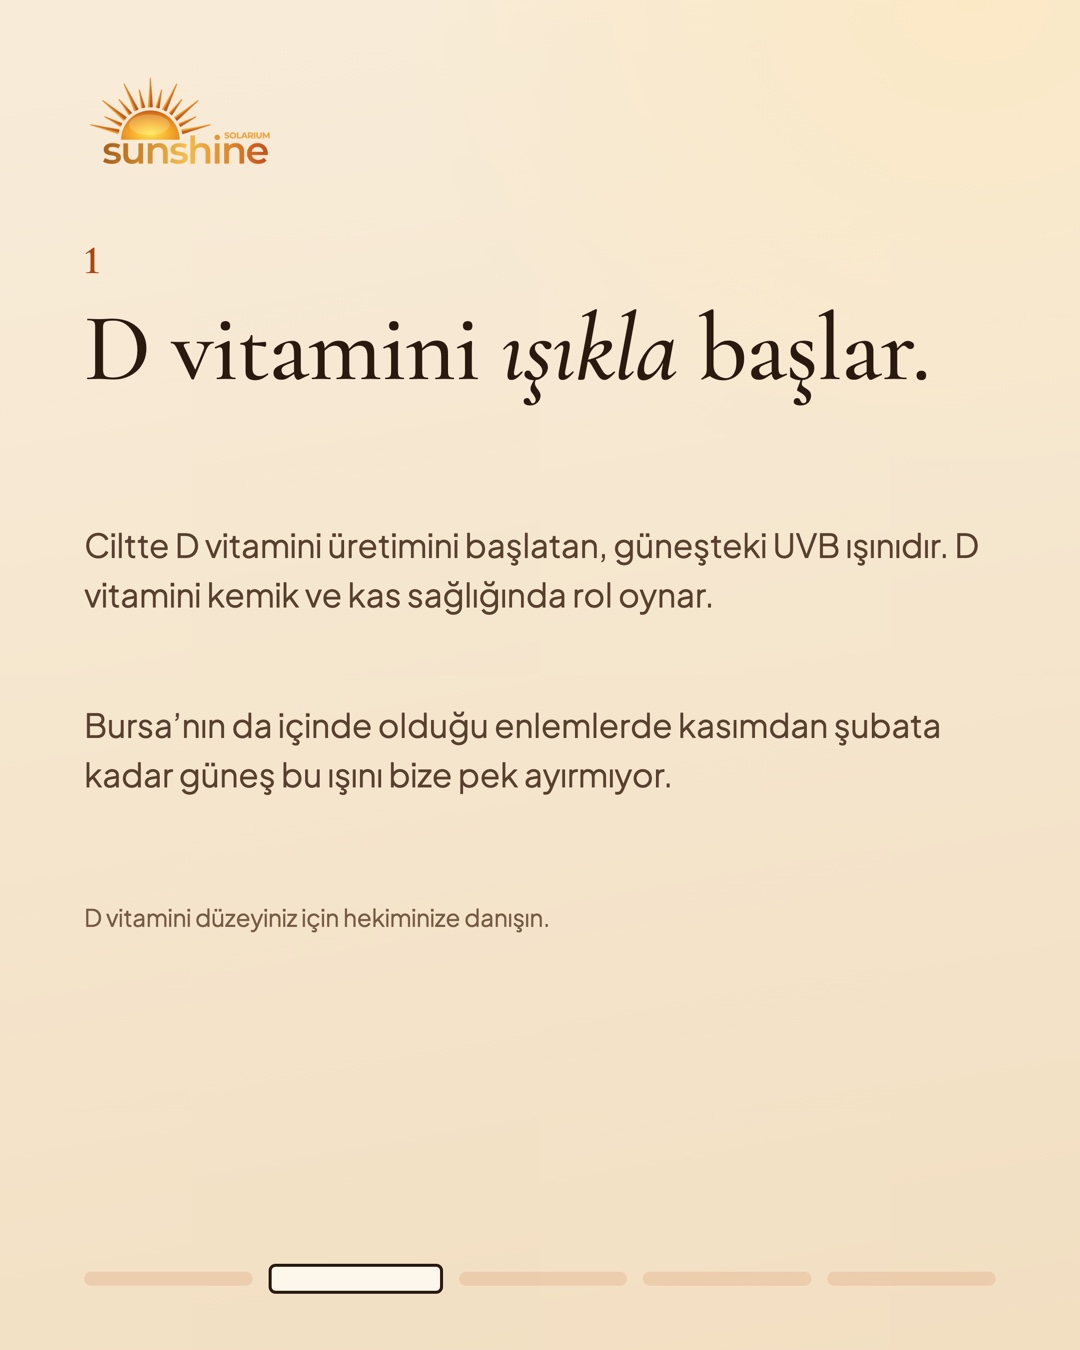 SOLARIUM
sunshine
1
D vitamini ışıkla başlar.
Ciltte D vitamini üretimini başlatan, güneşteki UVB ışınıdır. D
vitamini kemik ve kas sağlığında rol oynar.
Bursa’nın da içinde olduğu enlemlerde kasımdan şubata
kadar güneş bu ışını bize pek ayırmıyor.
D vitamini düzeyiniz için hekiminize danışın.